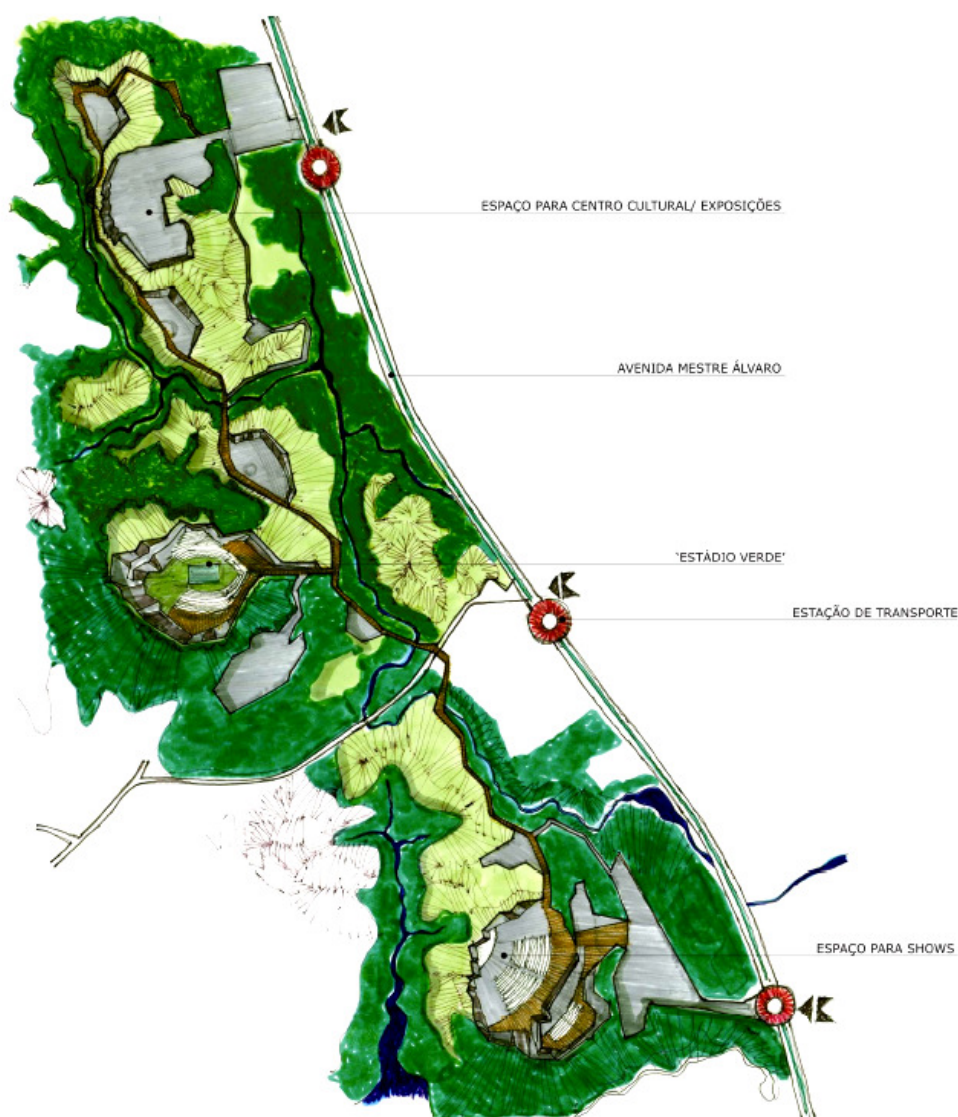 ESPAÇO PARA CENTRO CULTURAL/ EXPOSIÇÕES
AVENIDA MESTRE ÁLVARO
'ESTÁDIO VERDE'
ESTAÇÃO DE TRANSPORTE
ESPAÇO PARA SHOWS